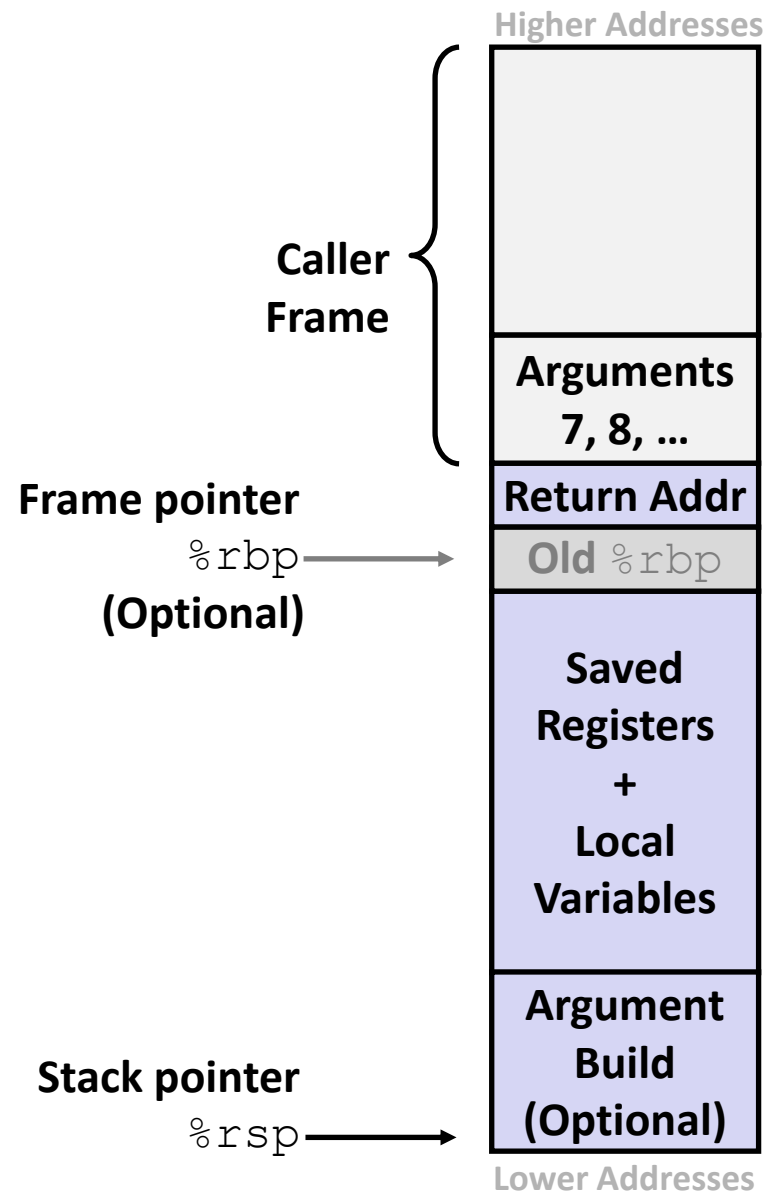 Higher Addresses
Caller
Frame
Arguments
7, 8, …
Frame pointer
%rbp
(Optional)
Return Addr
Old %rbp
Saved
Registers
+
Local
Variables
Argument
Build
(Optional)
Stack pointer
%rsp
Lower Addresses